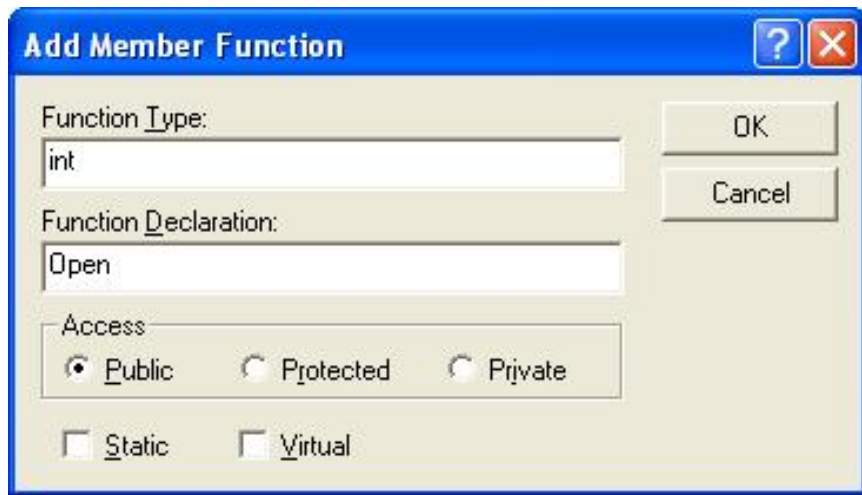 Add Member Function
Function Type:
int
Function Declaration:
Open
Access
Public Protected Private
Static Virtual
OK
Cancel